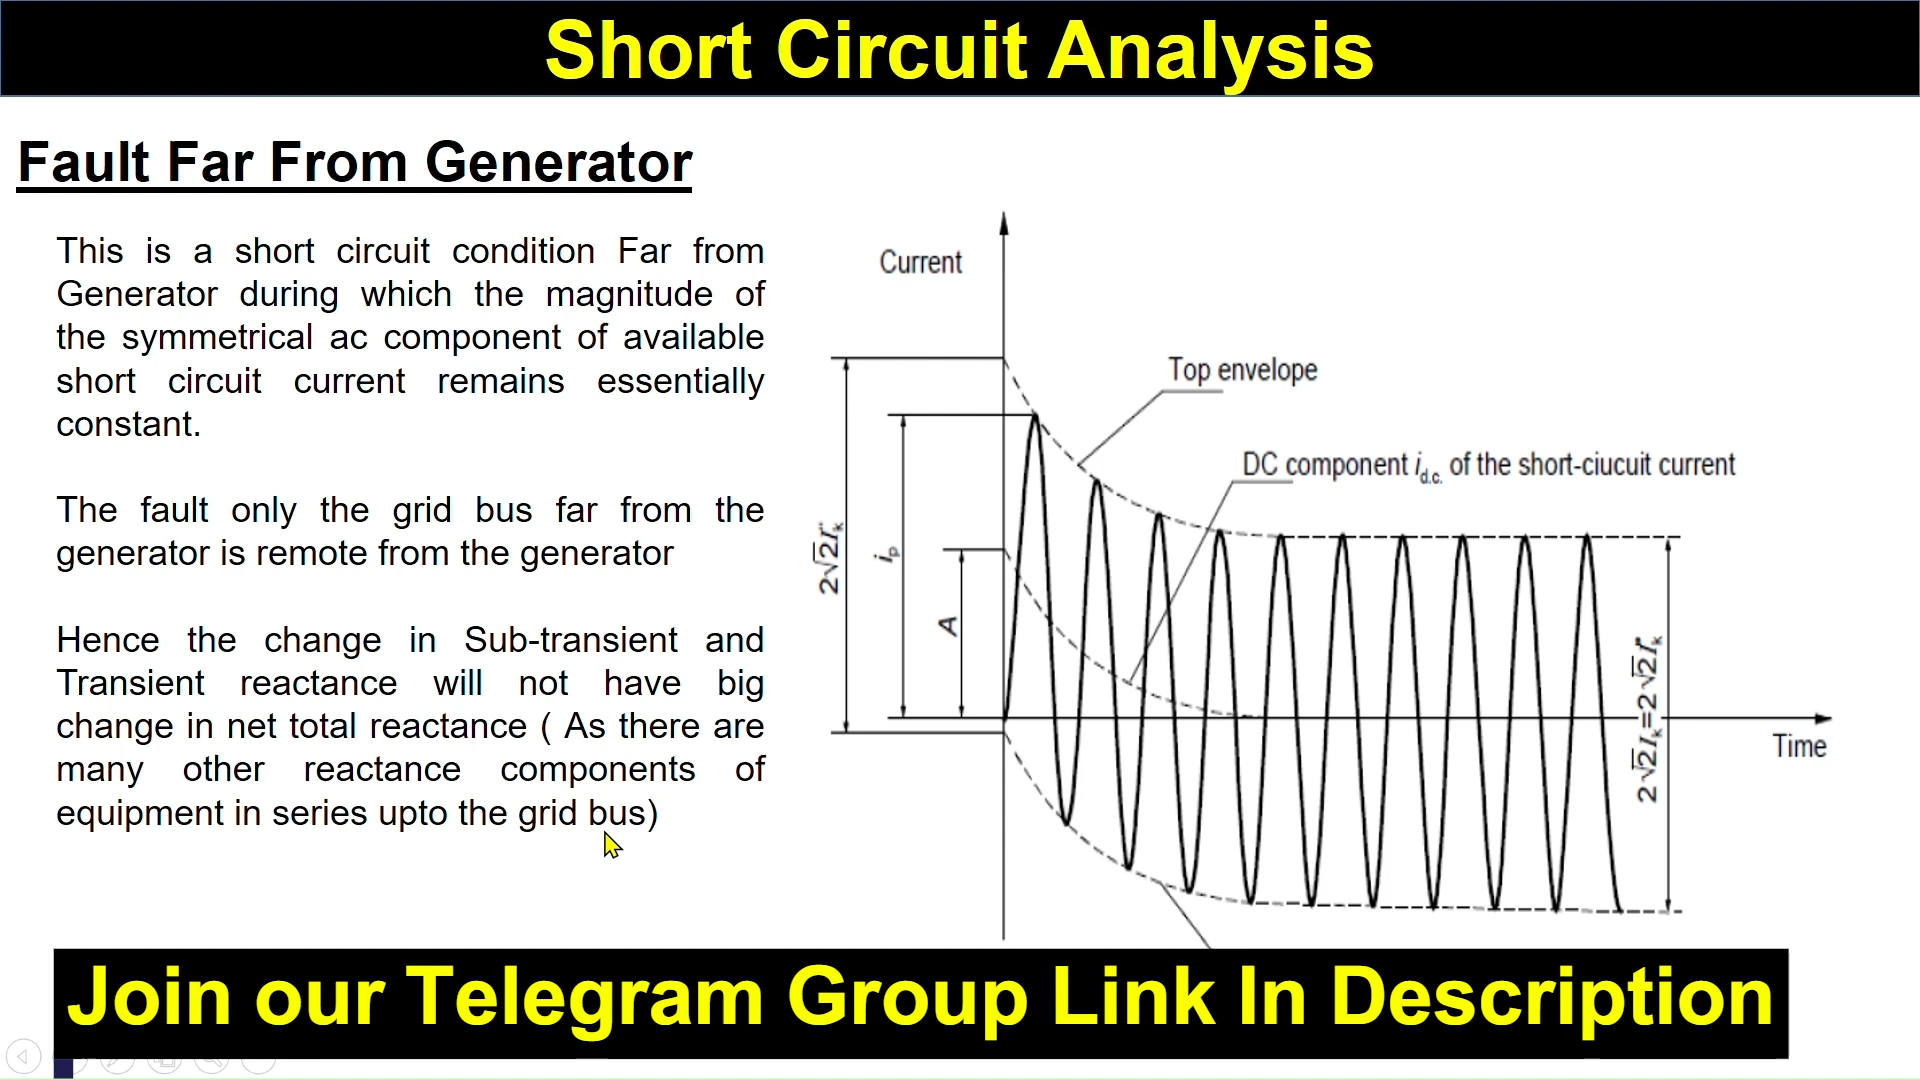 Short Circuit Analysis
Fault Far From Generator
This is a short circuit condition Far from
Generator during which the magnitude of
the symmetrical ac component of available
short circuit current remains essentially
constant.
The fault only the grid bus far from the
generator is remote from the generator
Hence the change in Sub-transient and
Transient reactance will not have big
change in net total reactance ( As there are
many other reactance components of
equipment in series upto the grid bus)
Current
Top envelope
DC component i d.c. of the short-ciucuit current
2√2I"k
ip
A
2√2Ik=2√2I"k
Time
Join our Telegram Group Link In Description